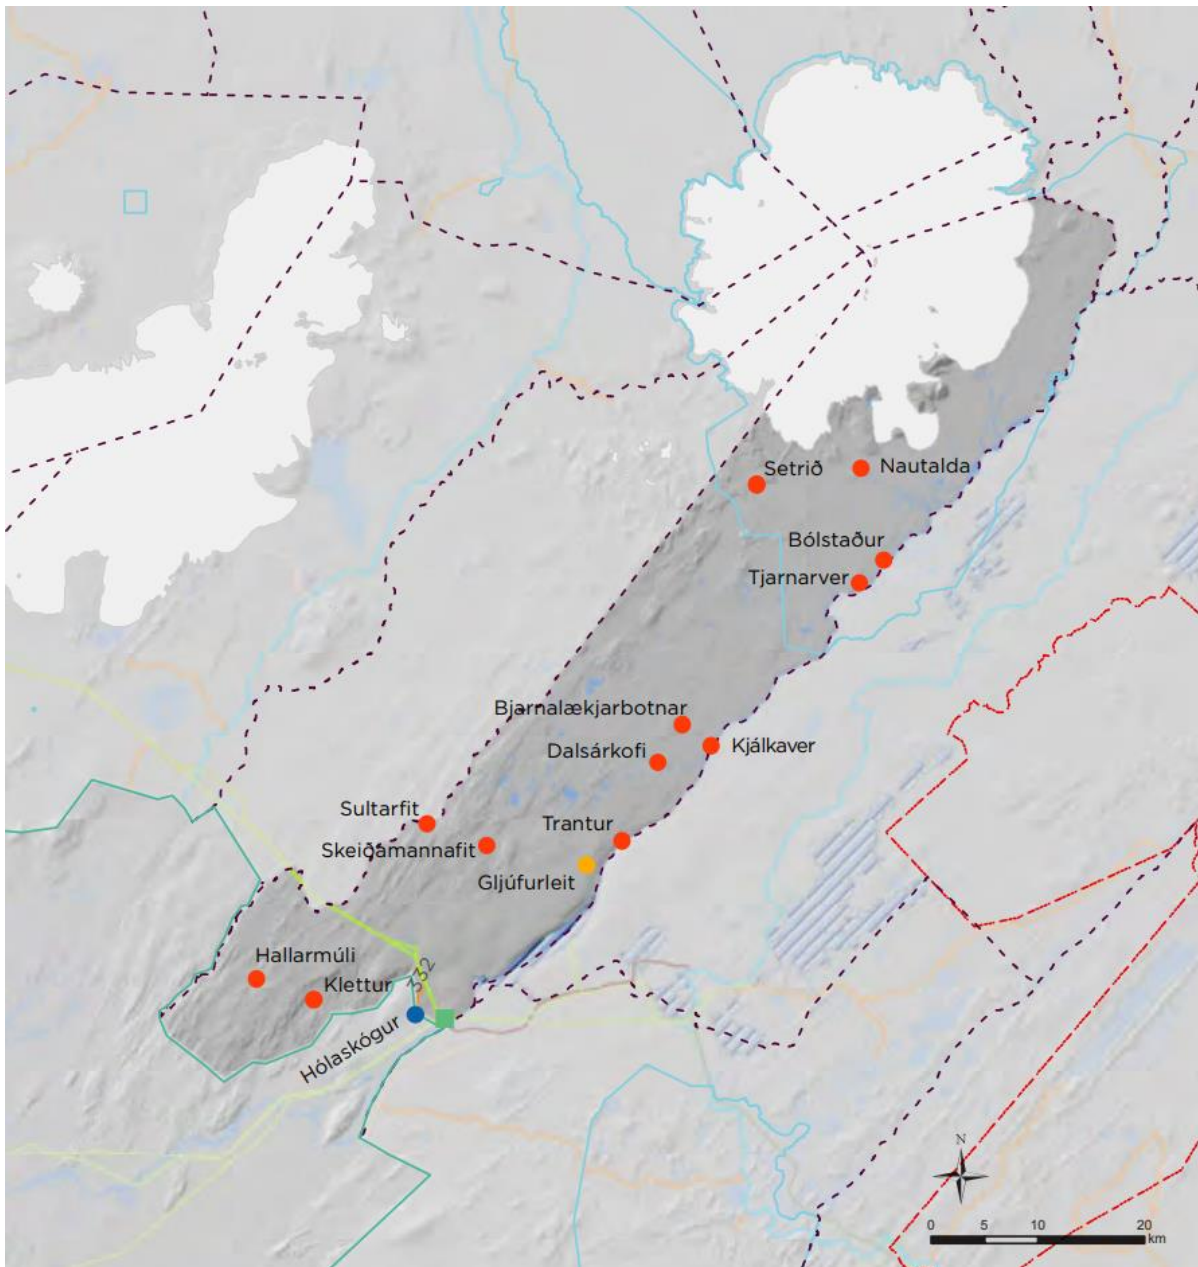 Setrið
Nautalda
Bólstaður
Tjarnarver
Bjarnalækjarbotnar
Kjálkaver
Dalsárkofi
Sultarfit
Trantur
Skeiðamannafit
Gljúfurleit
Hallarmúli
Klettur
332
Hólaskógur
N
0 5 10 20
km